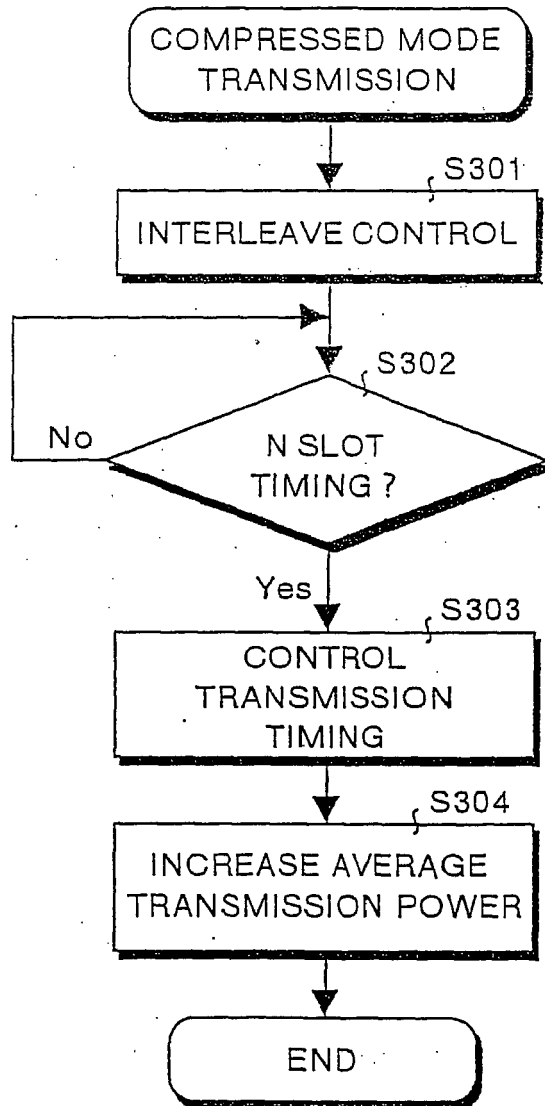 COMPRESSED MODE
TRANSMISSION
S301
INTERLEAVE CONTROL
S302
No
N SLOT
TIMING ?
Yes
S303
CONTROL
TRANSMISSION
TIMING
S304
INCREASE AVERAGE
TRANSMISSION POWER
END